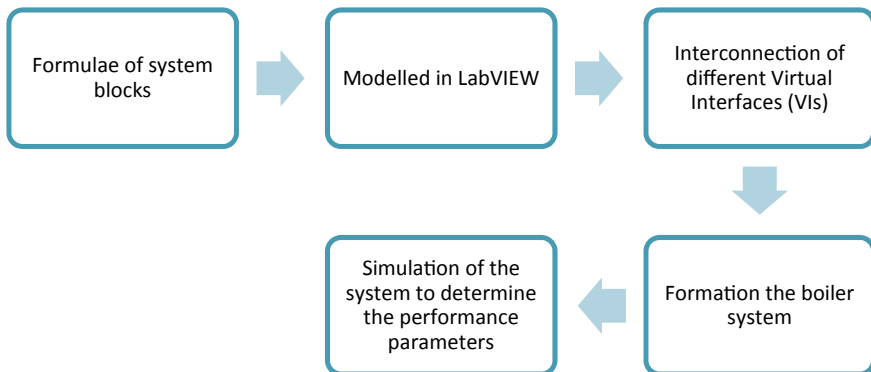 Formulae of system
blocks
Modelled in LabVIEW
Interconnection of
different Virtual
Interfaces (VIs)
Formation the boiler
system
Simulation of the
system to determine
the performance
parameters